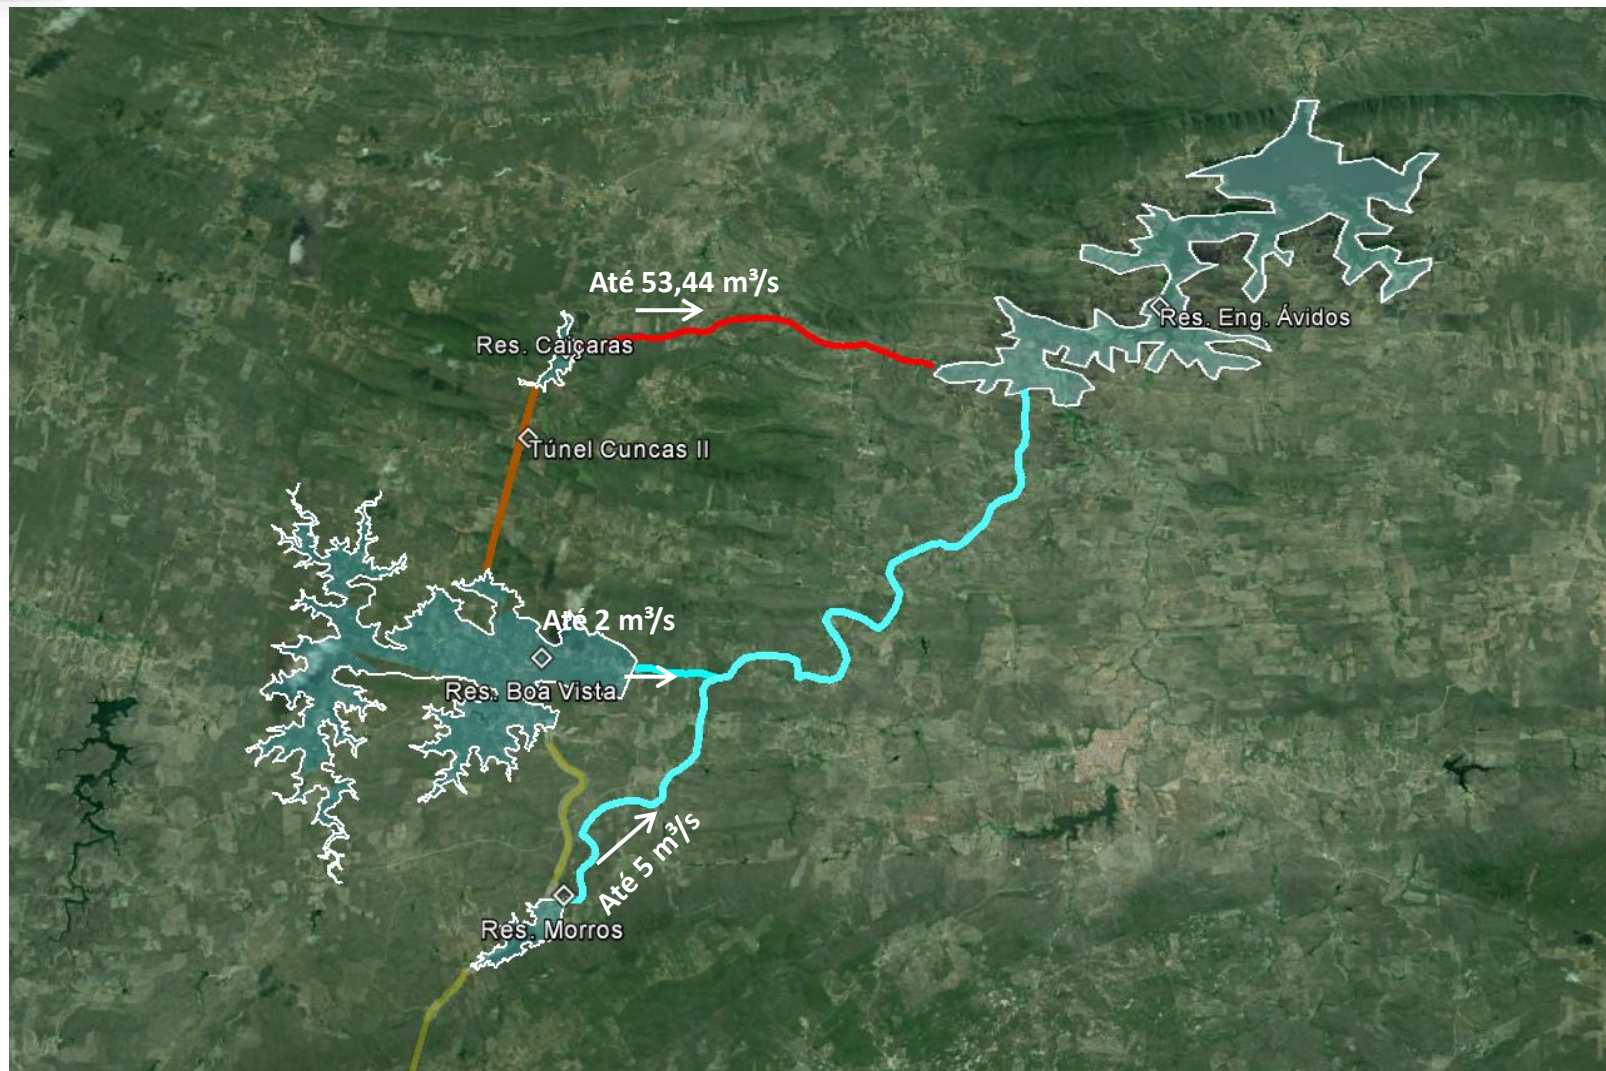 Até 53,44 m³/s
Res. Eng. Ávidos
Res. Caiçaras
Túnel Cuncas II
Até 2 m³/s
Res. Boa Vista
Até 5 m³/s
Res. Morros